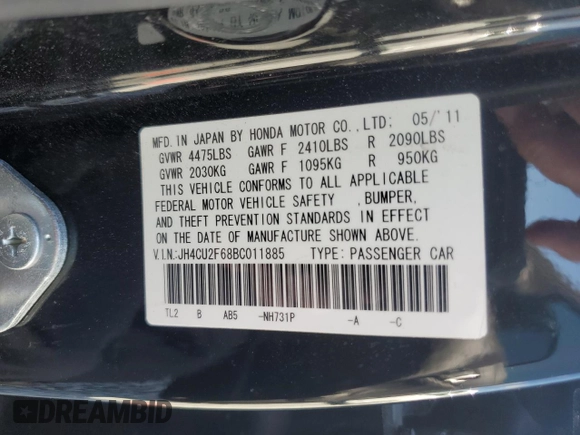 MFD. IN JAPAN BY HONDA MOTOR CO., LTD: 05/'11
GVWR 4475LBS GAWR F 2410LBS R 2090LBS
GVWR 2030KG GAWR F 1095KG R 950KG
THIS VEHICLE CONFORMS TO ALL APPLICABLE
FEDERAL MOTOR VEHICLE SAFETY , BUMPER,
AND THEFT PREVENTION STANDARDS IN EFFECT
ON THE DATE OF MANUFACTURE SHOWN ABOVE.
V.I.N.:JH4CU2F68BC011885 TYPE: PASSENGER CAR
TL2 B AB5 -NH731P -A -C
DREAMBID